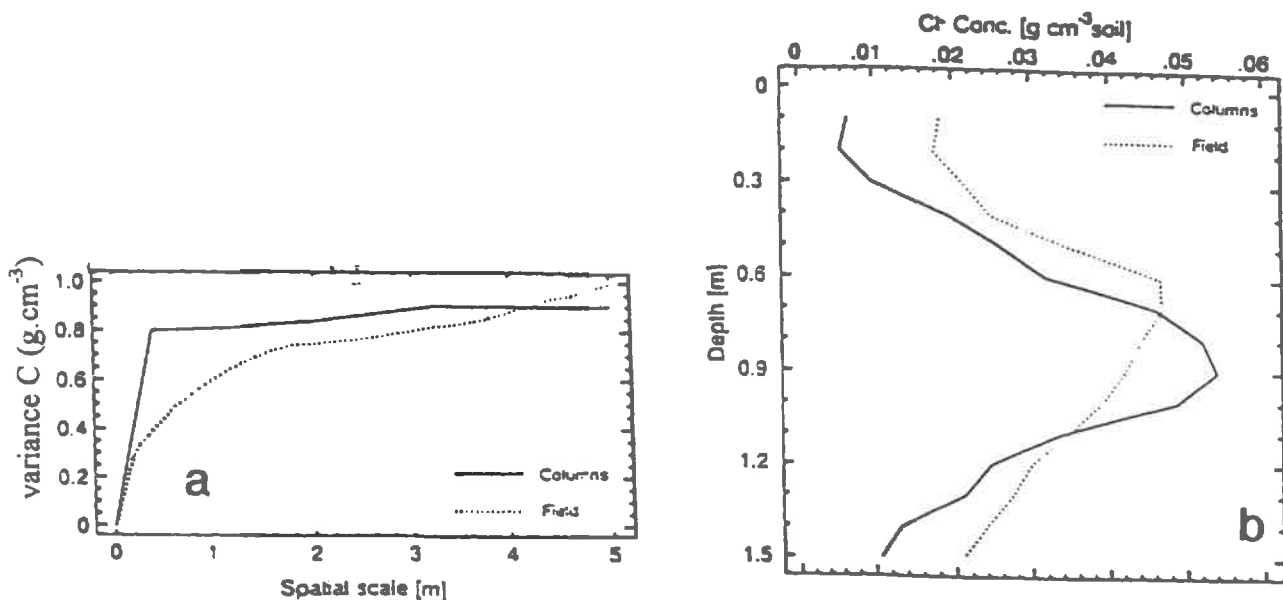 variance C (g.cm⁻³)
1.0
0.8
0.6
0.4
0.2
0
a
Columns
Field
0 1 2 3 4 5
Spatial scale [m]
Cl⁻ Conc. [g cm⁻³soil]
0 .01 .02 .03 .04 .05 .06
Depth [m]
0
0.3
0.6
0.9
1.2
1.5
Columns
Field
b